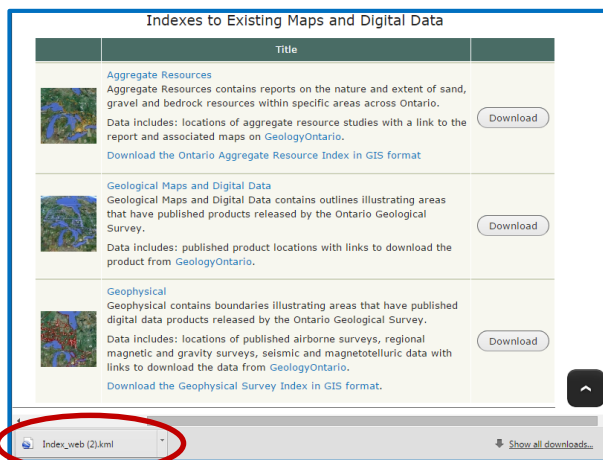 Indexes to Existing Maps and Digital Data
Title
Aggregate Resources
Aggregate Resources contains reports on the nature and extent of sand,
gravel and bedrock resources within specific areas across Ontario.
Data includes: locations of aggregate resource studies with a link to the
report and associated maps on GeologyOntario.
Download the Ontario Aggregate Resource Index in GIS format
Download
Geological Maps and Digital Data
Geological Maps and Digital Data contains outlines illustrating areas
that have published products released by the Ontario Geological
Survey.
Data includes: published product locations with links to download the
product from GeologyOntario.
Download
Geophysical
Geophysical contains boundaries illustrating areas that have published
digital data products released by the Ontario Geological Survey.
Data includes: locations of published airborne surveys, regional
magnetic and gravity surveys, seismic and magnetotelluric data with
links to download the data from GeologyOntario.
Download the Geophysical Survey Index in GIS format.
Download
Index_web (2).kml
Show all downloads...